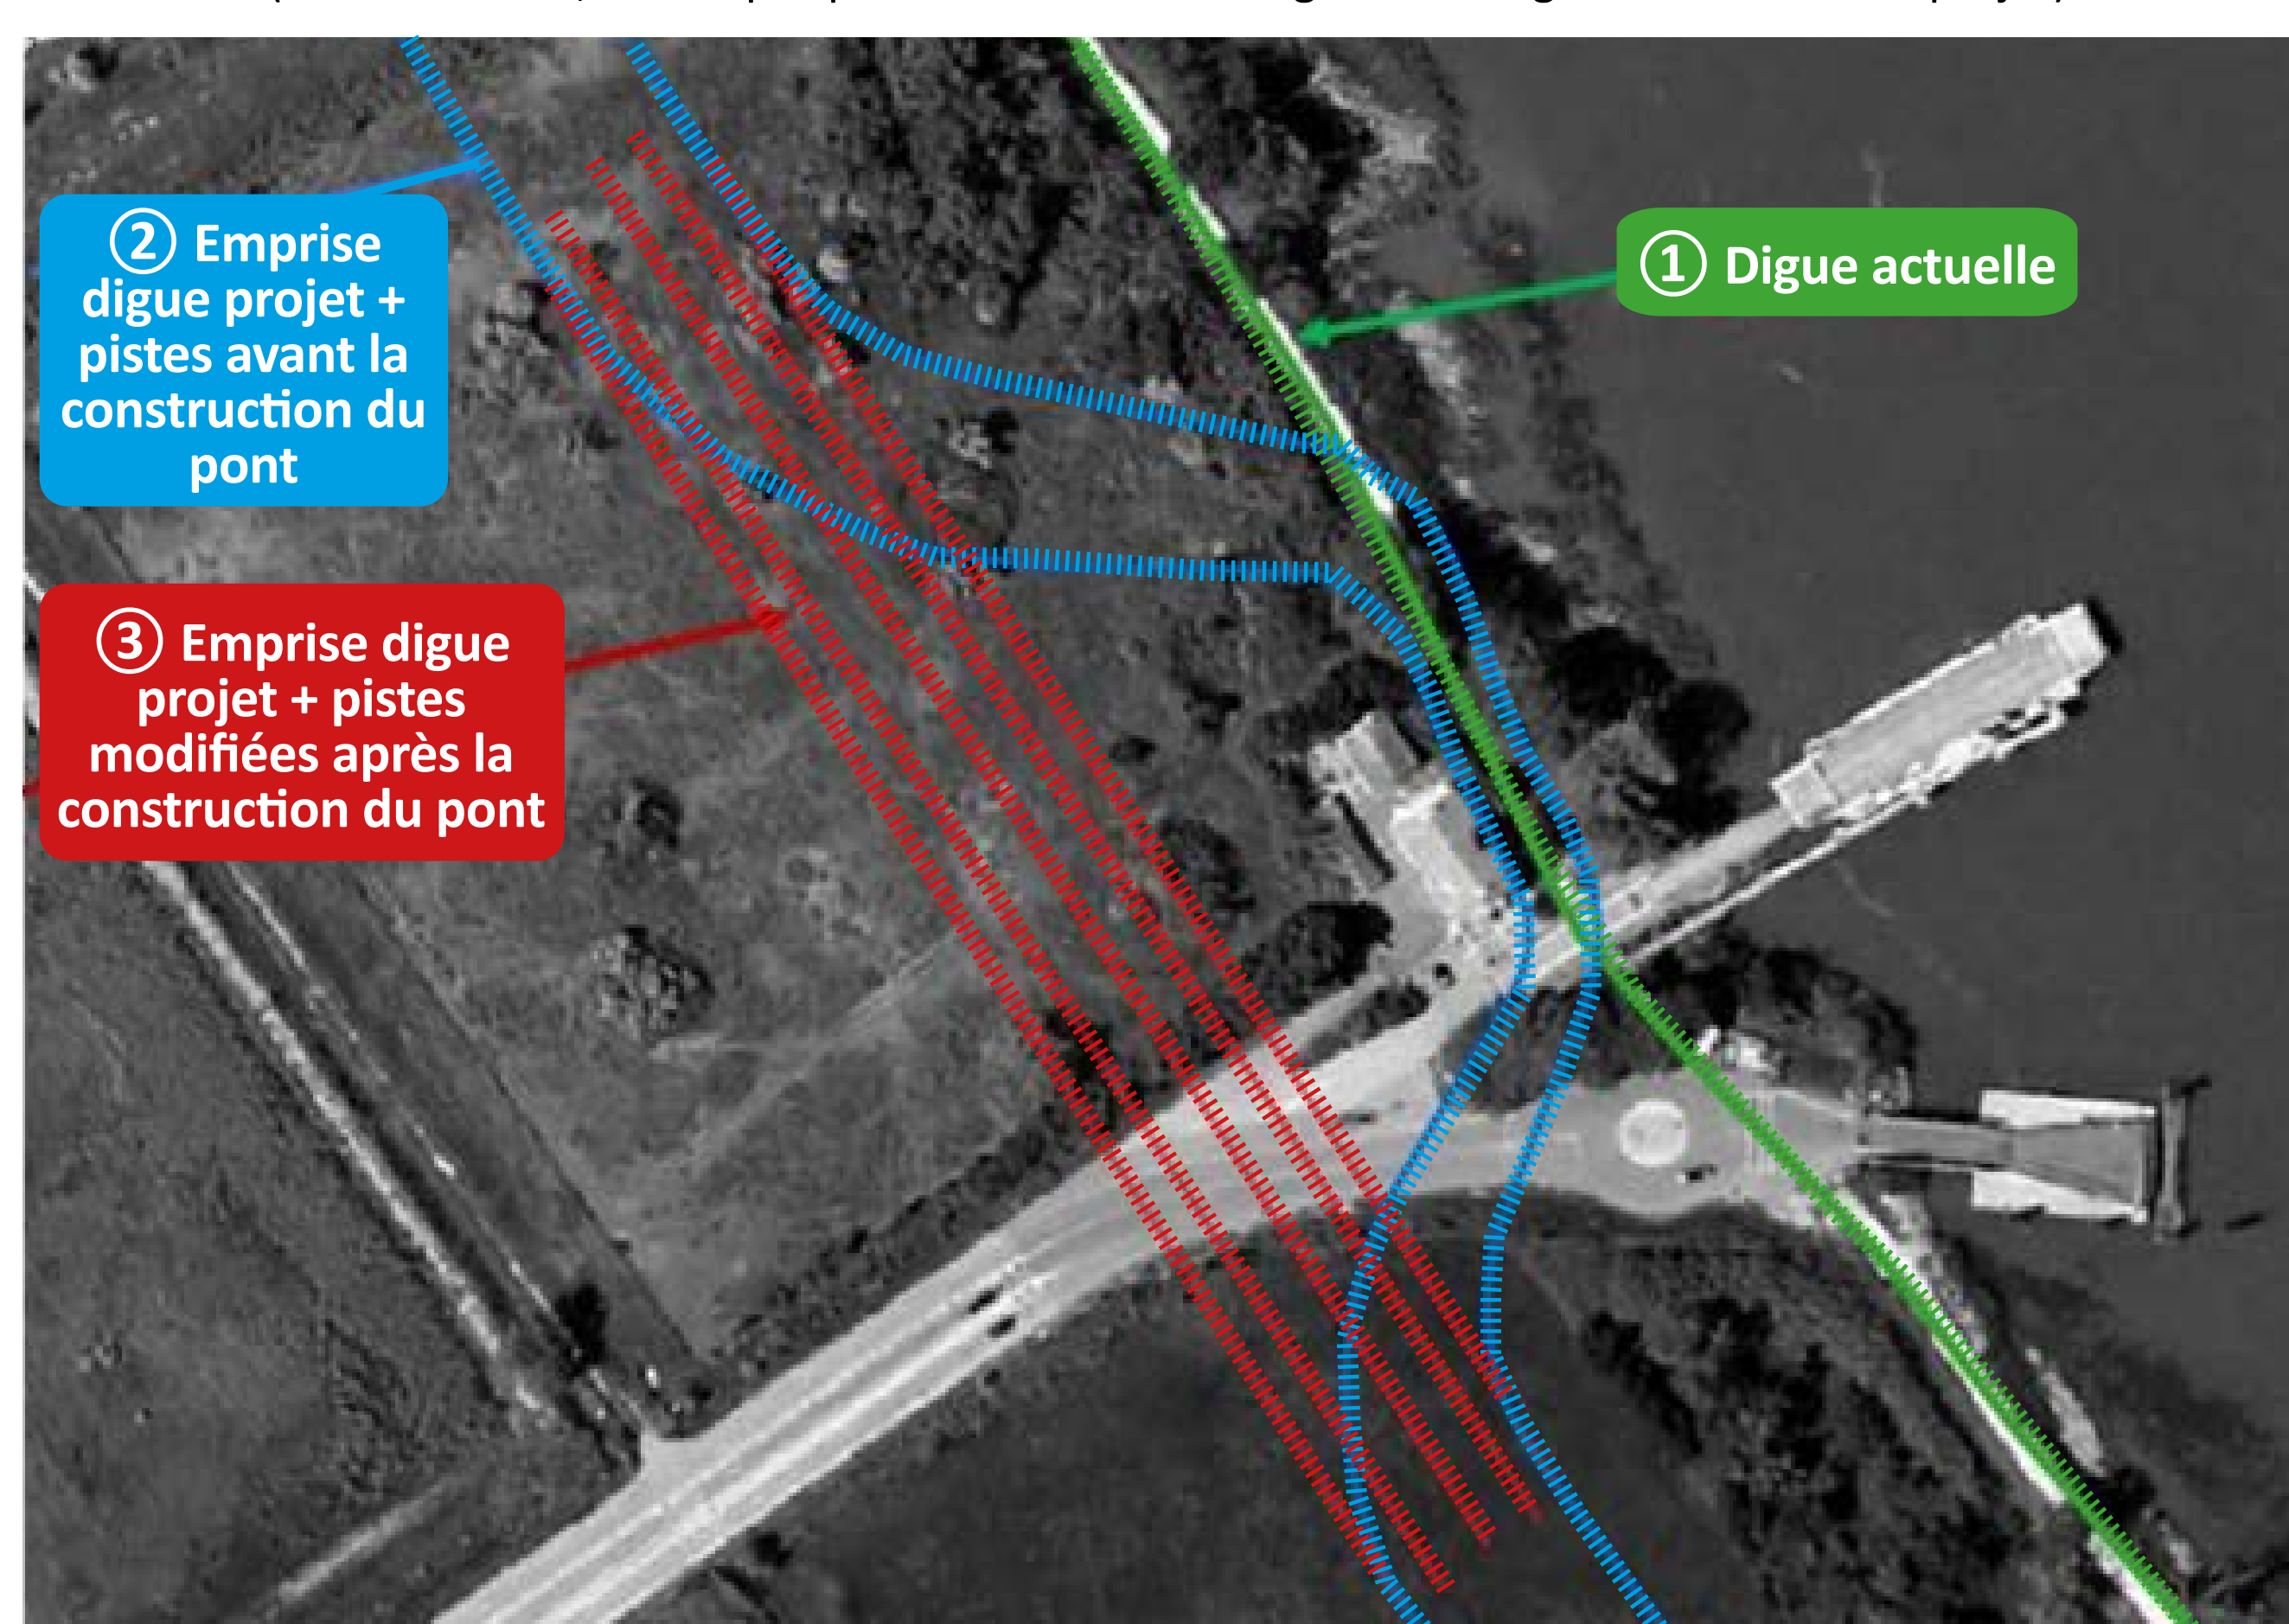 ① Digue actuelle
② Emprise
digue projet +
pistes avant la
construction du
pont
③ Emprise digue
projet + pistes
modifiées après la
construction du pont